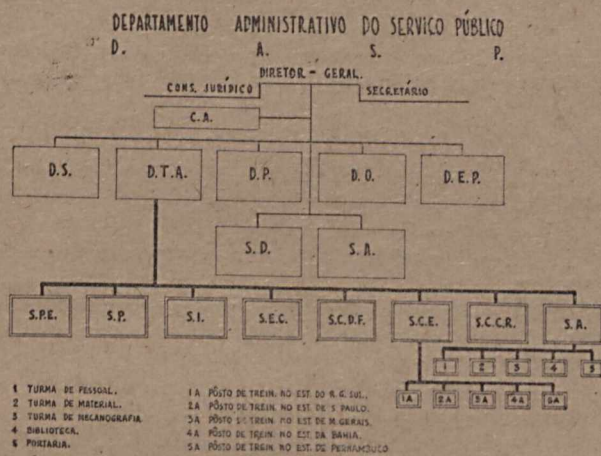 DEPARTAMENTO ADMINISTRATIVO DO SERVIÇO PÚBLICO
D. A. S. P.
DIRETOR - GERAL.
CONS. JURÍDICO SECRETÁRIO
C.A.
D.S. D.T.A. D.P. D.O. D.E.P.
S.D. S.A.
S.P.E. S.P. S.I. S.E.C. S.C.D.F. S.C.E. S.C.C.R. S.A.
1 2 3 4 5
1A 2A 3A 4A 5A
1 TURMA DE PESSOAL.
2 TURMA DE MATERIAL.
3 TURMA DE MECANOGRAFIA
4 BIBLIOTECA.
5 PORTARIA.
1A PÔSTO DE TREIN. NO EST. DO R. G. SUL.
2A PÔSTO DE TREIN. NO EST. DE S. PAULO.
3A PÔSTO DE TREIN. NO EST. DE M. GERAIS.
4A PÔSTO DE TREIN. NO EST. DA BAHIA.
5A PÔSTO DE TREIN. NO EST. DE PERNAMBUCO